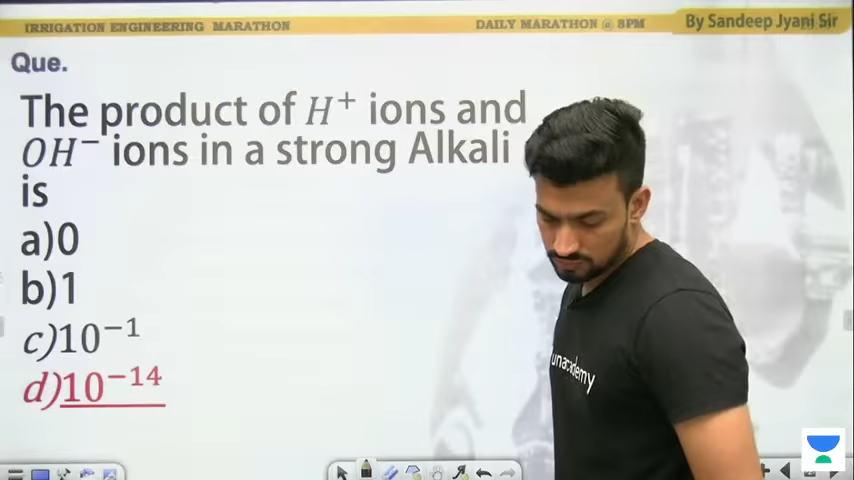 IRRIGATION ENGINEERING MARATHON
DAILY MARATHON @ 8PM
By Sandeep Jyani Sir
Que.
The product of H⁺ ions and
OH⁻ ions in a strong Alkali
is
a)0
b)1
c)10⁻¹
d)10⁻¹⁴
unacademy